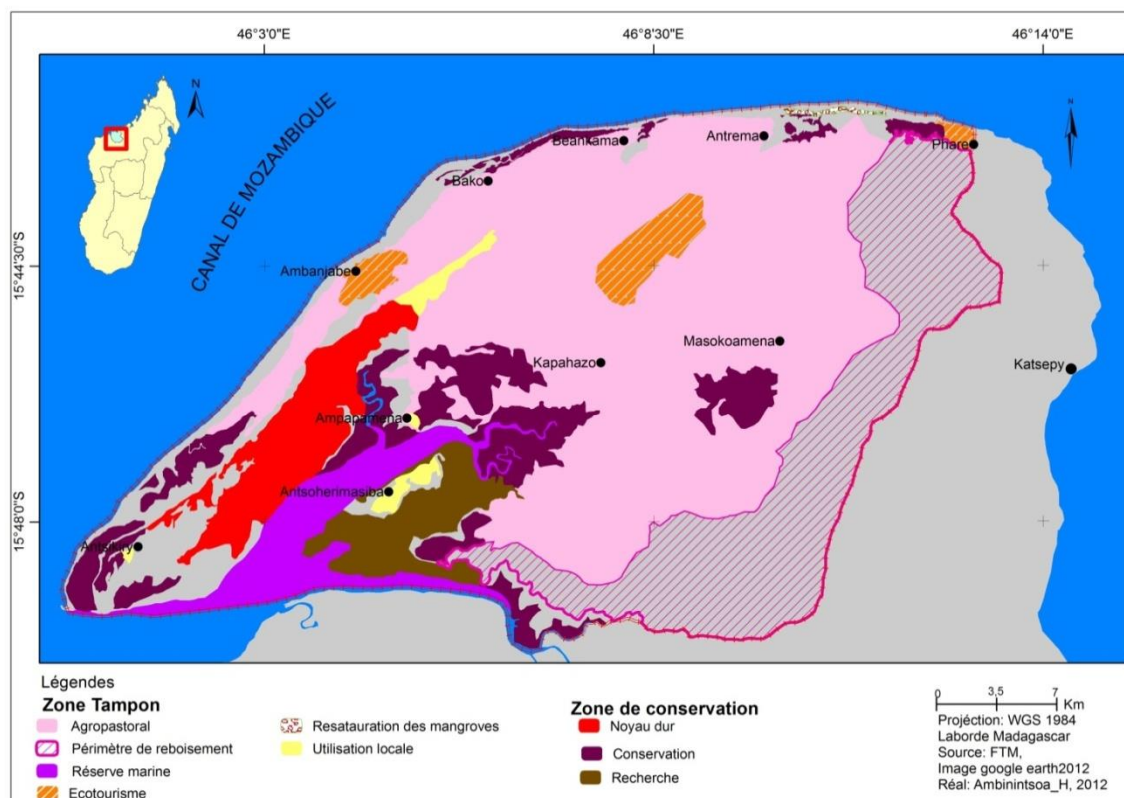 46°3'0"E
46°8'30"E
46°14'0"E
N
N
CANAL DE MOZAMBIQUE
Beankama
Antrema
Phare
Bako
15°44'30"S
Ambanjabe
Masokoamena
Kapahazo
Katsepy
Ampapamena
Antsoherimasiba
15°48'0"S
Légendes
Zone Tampon
Agropastoral
Périmètre de reboisement
Réserve marine
Ecotourisme
Resatauration des mangroves
Utilisation locale
Zone de conservation
Noyau dur
Conservation
Recherche
0 3,5 7
Km
Projéction: WGS 1984
Laborde Madagascar
Source: FTM,
Image google earth2012
Réal: Ambinintsoa_H, 2012